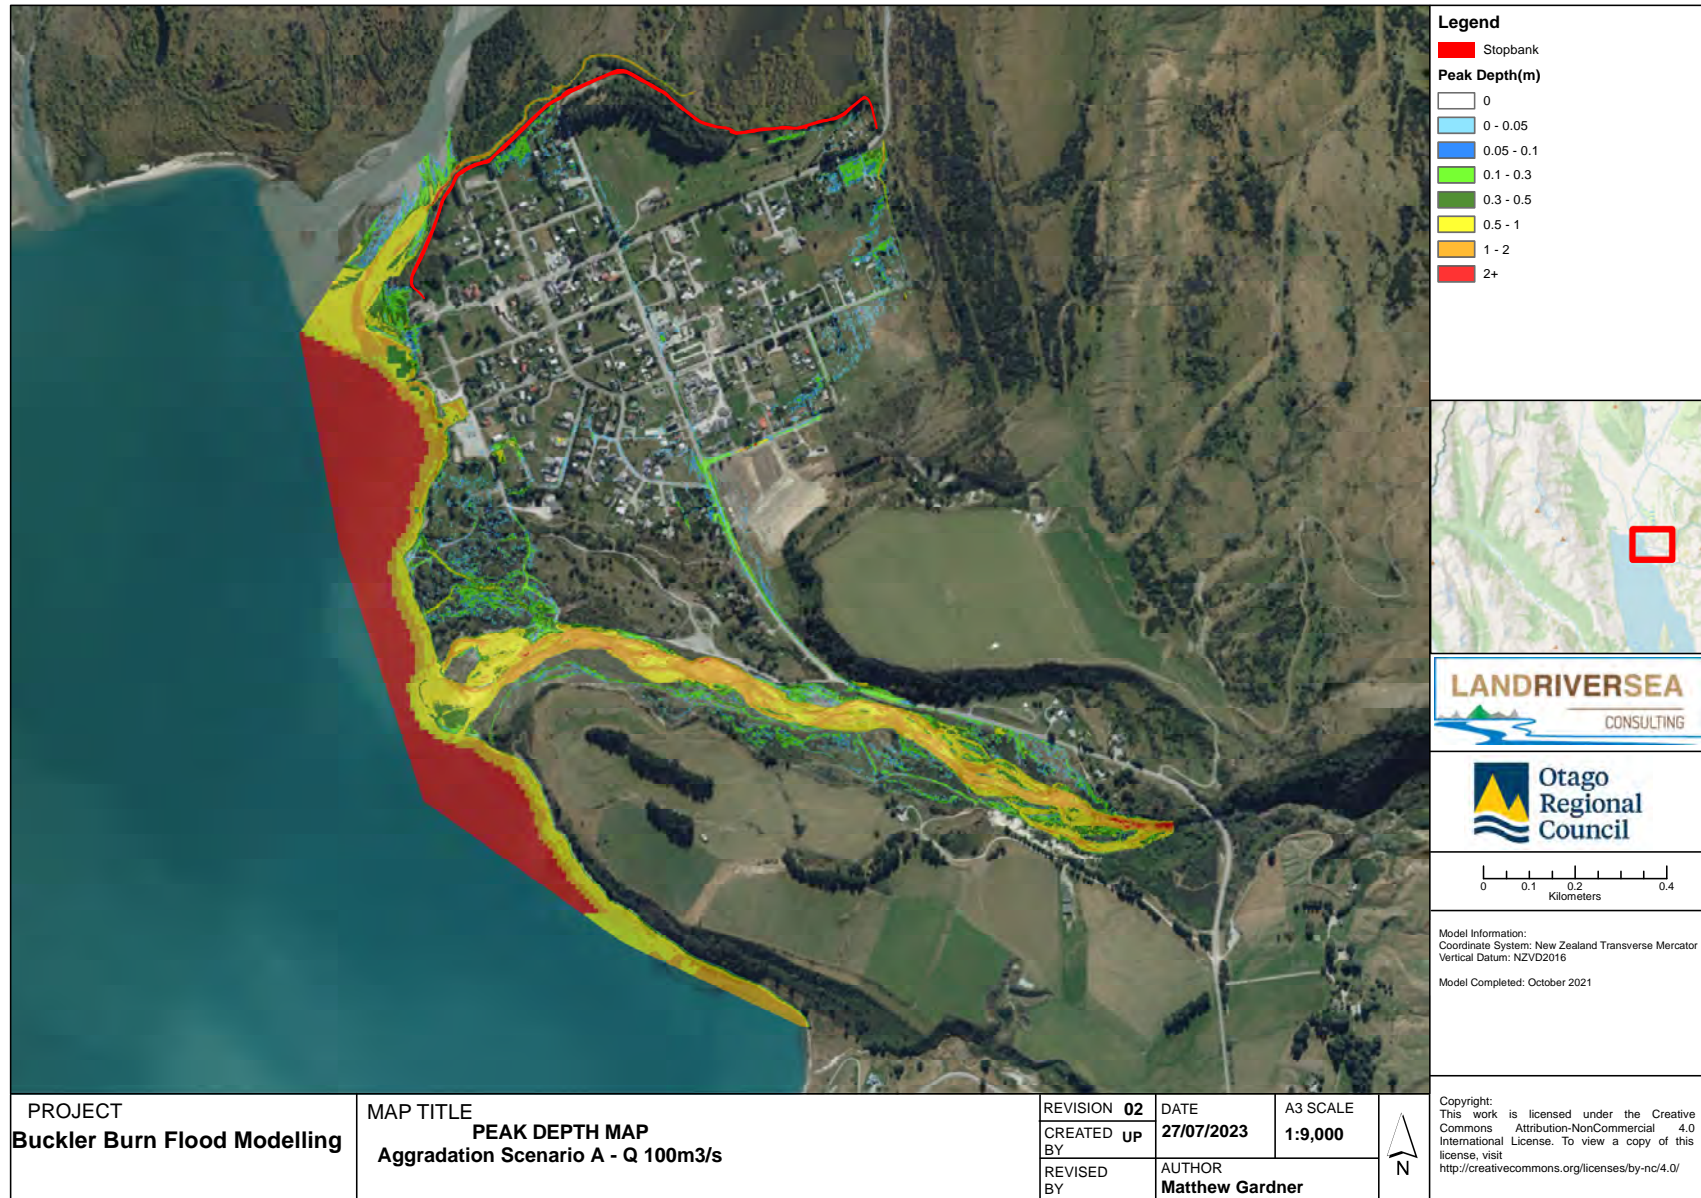 Legend
Stopbank
Peak Depth(m)
0
0 - 0.05
0.05 - 0.1
0.1 - 0.3
0.3 - 0.5
0.5 - 1
1 - 2
2+
LANDRIVERSEA
CONSULTING
Otago
Regional
Council
0 0.1 0.2 0.4
Kilometers
Model Information:
Coordinate System: New Zealand Transverse Mercator
Vertical Datum: NZVD2016
Model Completed: October 2021
Copyright:
This work is licensed under the Creative
Commons Attribution-NonCommercial 4.0
International License. To view a copy of this
license, visit
http://creativecommons.org/licenses/by-nc/4.0/
PROJECT
Buckler Burn Flood Modelling
MAP TITLE
PEAK DEPTH MAP
Aggradation Scenario A - Q 100m3/s
REVISION 02
CREATED BY UP
REVISED
BY
DATE
27/07/2023
A3 SCALE
1:9,000
AUTHOR
Matthew Gardner
N